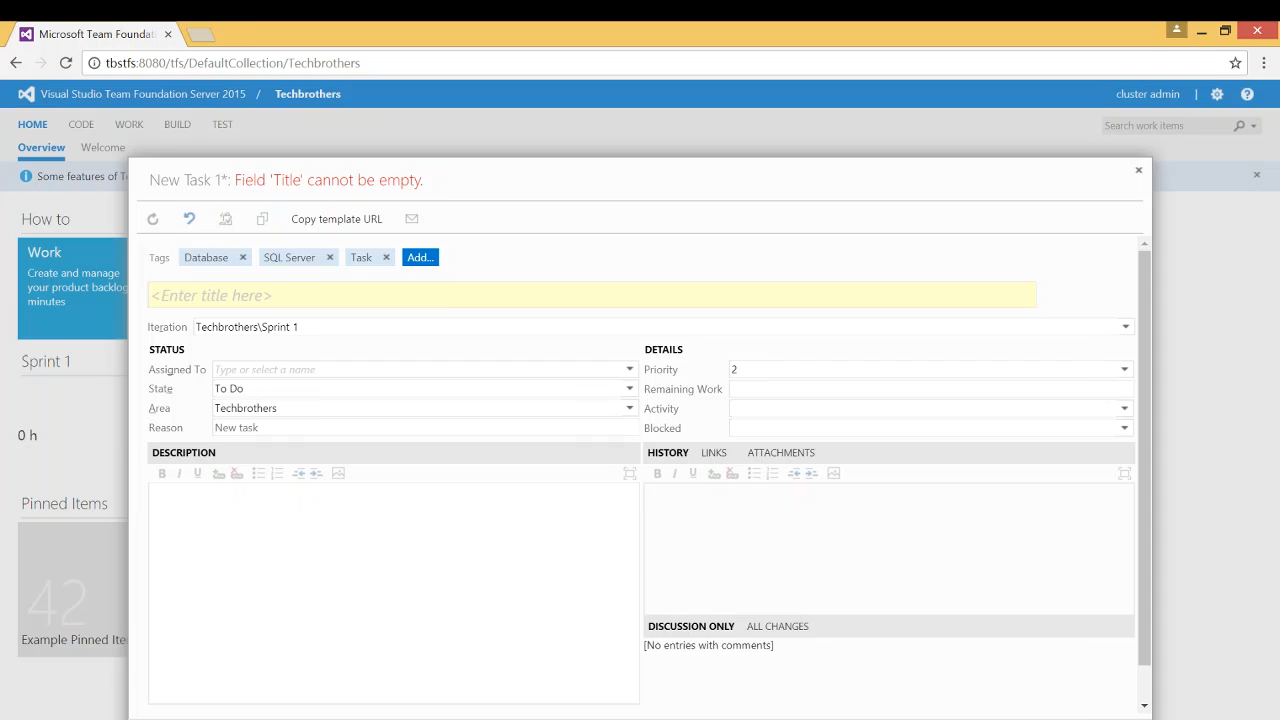 Microsoft Team Foundat
tbstfs:8080/tfs/DefaultCollection/Techbrothers
Visual Studio Team Foundation Server 2015 / Techbrothers
cluster admin |
HOME CODE WORK BUILD TEST
Search work items
Overview Welcome
Some features of T
New Task 1*: Field 'Title' cannot be empty.
How to
Copy template URL
Work
Create and manage
your product backlog
minutes
Tags Database SQL Server Task Add...
<Enter title here>
Iteration Techbrothers\Sprint 1
STATUS
DETAILS
Assigned To Type or select a name
Priority 2
Sprint 1
State To Do
Remaining Work
Area Techbrothers
Activity
Reason New task
Blocked
0 h
DESCRIPTION
HISTORY LINKS ATTACHMENTS
Pinned Items
42
Example Pinned Ite
DISCUSSION ONLY ALL CHANGES
[No entries with comments]